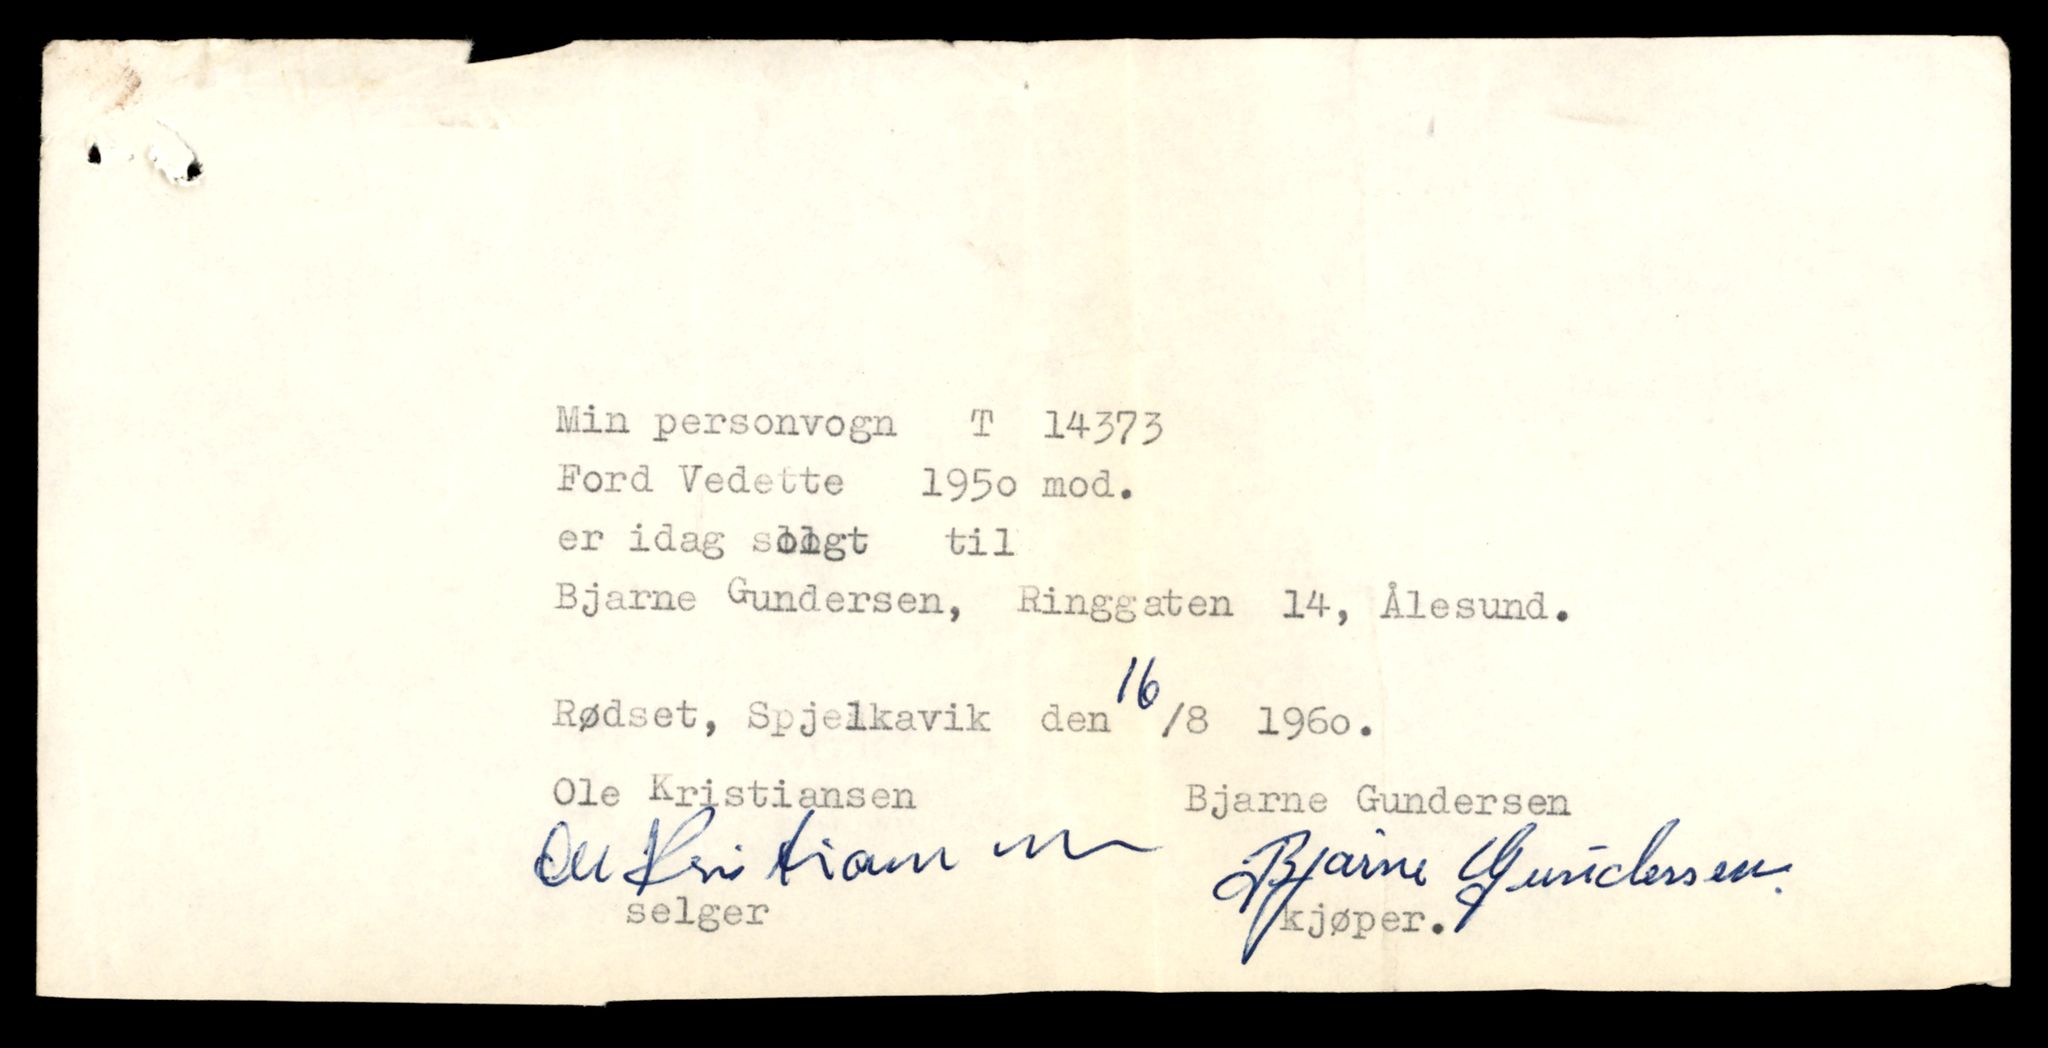 Min personvogn T 14373
Ford Vedette 1950 mod.
er idag solgt til
Bjarne Gundersen, Ringgaten 14, Ålesund.
Rødset, Spjelkavik den 16/8 1960.
Ole Kristiansen Bjarne Gundersen
Ole Kristiansen Bjarne Gundersen.
selger kjøper.